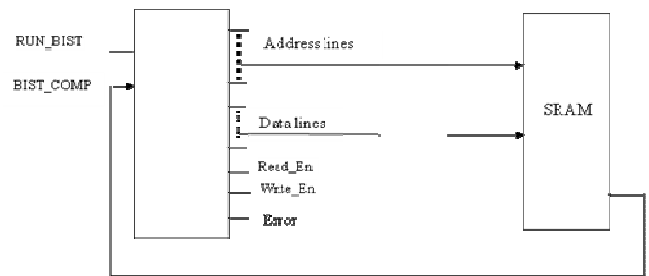 RUN_BIST
BIST_COMP
Address lines
Data lines
Read_En
Write_En
Error
SRAM